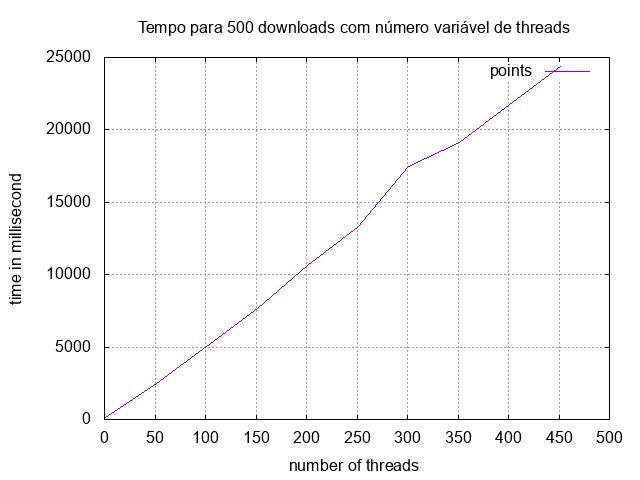 Tempo para 500 downloads com número variável de threads
25000
points
20000
15000
time in millisecond
10000
5000
0
0 50 100 150 200 250 300 350 400 450 500
number of threads